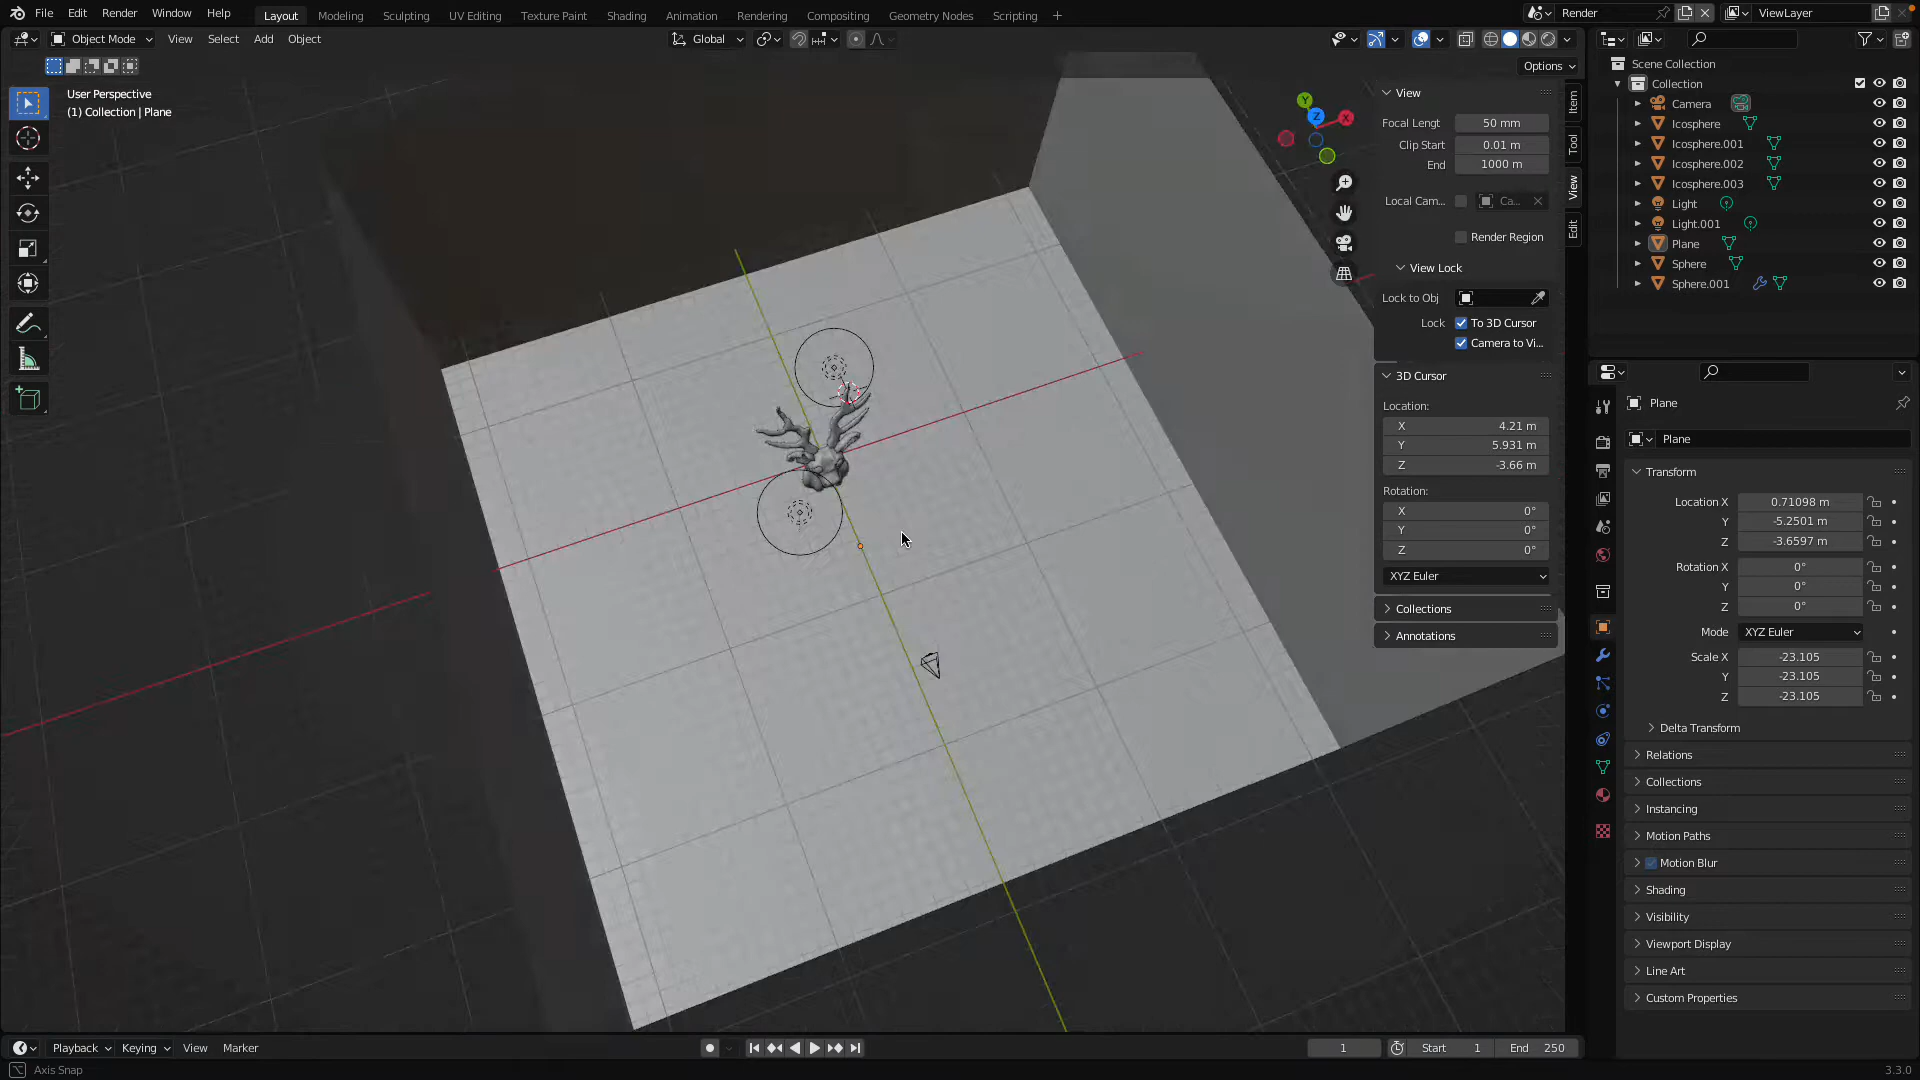 File Edit Render Window Help Layout Modeling Sculpting UV Editing Texture Paint Shading Animation Rendering Compositing Geometry Nodes Scripting + Render ViewLayer
Object Mode View Select Add Object Global
Options
User Perspective
(1) Collection | Plane
Y
Z
X
View
Focal Lengt 50 mm
Clip Start 0.01 m
End 1000 m
Local Cam... Ca...
Render Region
View Lock
Lock to Obj
Lock To 3D Cursor
Camera to Vi...
3D Cursor
Location:
X 4.21 m
Y 5.931 m
Z -3.66 m
Rotation:
X 0°
Y 0°
Z 0°
XYZ Euler
Collections
Annotations
Item
Tool
View
Edit
Scene Collection
Collection
Camera
Icosphere
Icosphere.001
Icosphere.002
Icosphere.003
Light
Light.001
Plane
Sphere
Sphere.001
Plane
Plane
Transform
Location X 0.71098 m
Y -5.2501 m
Z -3.6597 m
Rotation X 0°
Y 0°
Z 0°
Mode XYZ Euler
Scale X -23.105
Y -23.105
Z -23.105
Delta Transform
Relations
Collections
Instancing
Motion Paths
Motion Blur
Shading
Visibility
Viewport Display
Line Art
Custom Properties
Playback Keying View Marker 1 Start 1 End 250
Axis Snap 3.3.0